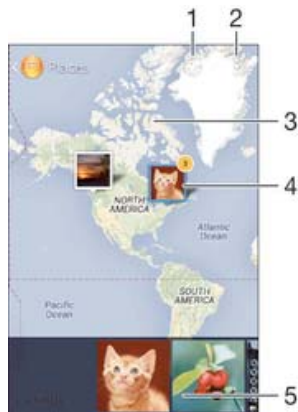 1 2
Places
3
4
NORTH
AMERICA
Atlantic
Ocean
SOUTH
AMERICA
Pacific
Ocean
5